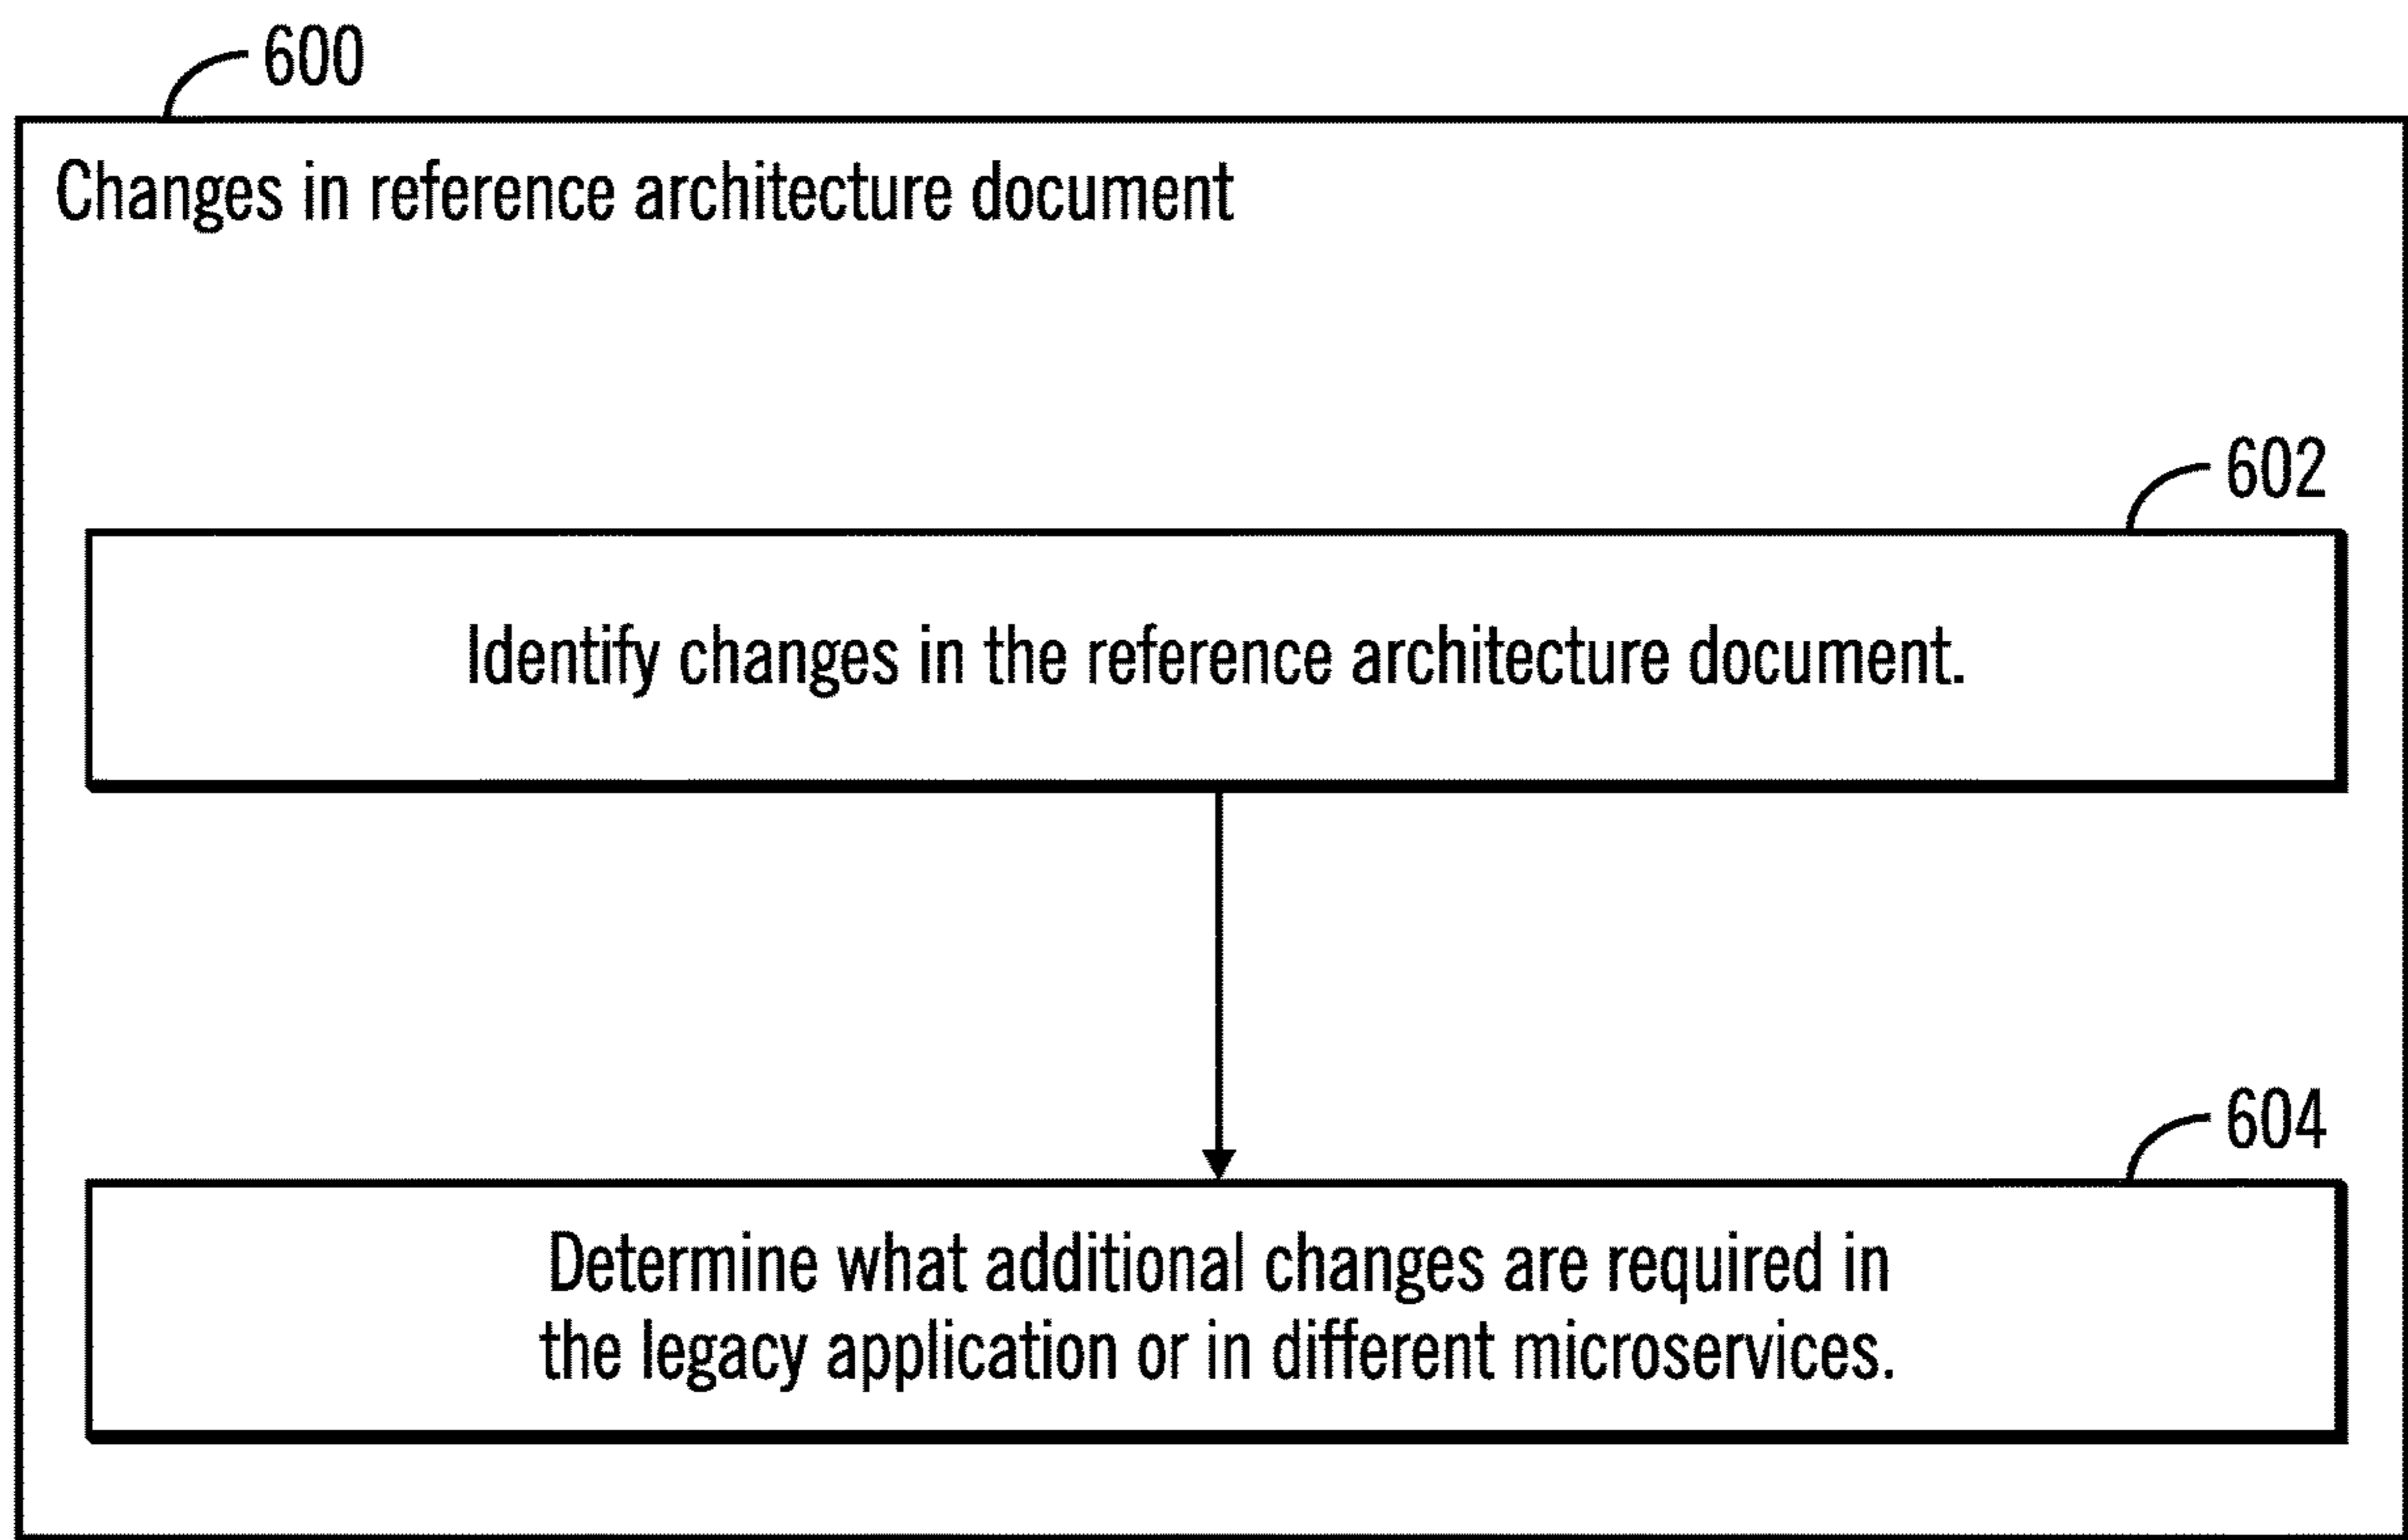 600
Changes in reference architecture document
602
Identify changes in the reference architecture document.
604
Determine what additional changes are required in
the legacy application or in different microservices.